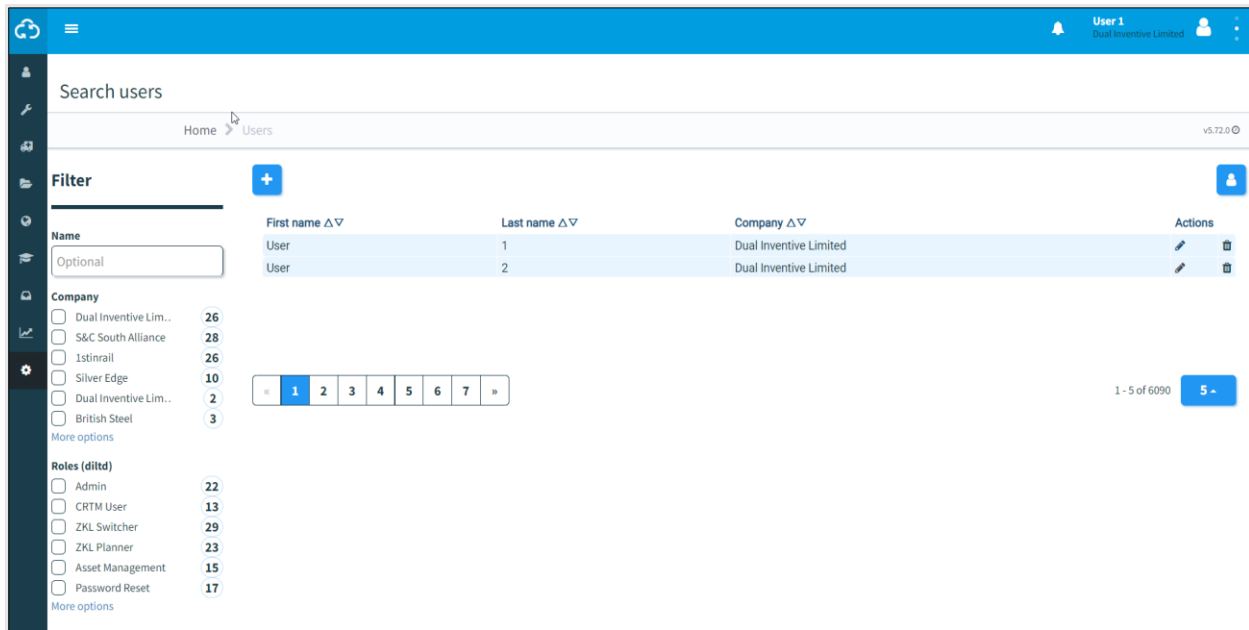 User 1
Dual Inventive Limited
Search users
Home Users
v5.72.0
Filter
Name
Optional
Company
Dual Inventive Lim.. 26
S&C South Alliance 28
1stinrail 26
Silver Edge 10
Dual Inventive Lim.. 2
British Steel 3
More options
Roles (diltd)
Admin 22
CRTM User 13
ZKL Switcher 29
ZKL Planner 23
Asset Management 15
Password Reset 17
More options
+
First name △▽ Last name △▽ Company △▽ Actions
User 1 Dual Inventive Limited
User 2 Dual Inventive Limited
« 1 2 3 4 5 6 7 » 1 - 5 of 6090 5